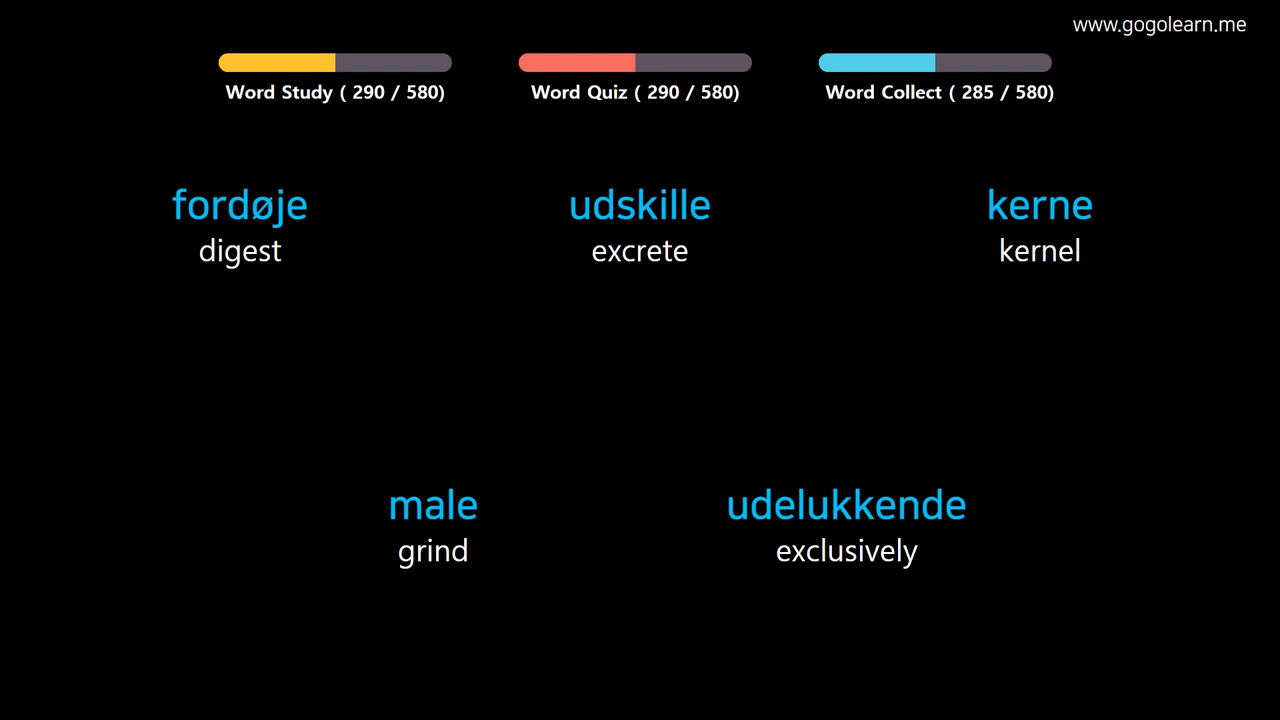 www.gogolearn.me
Word Study ( 290 / 580)
Word Quiz ( 290 / 580)
Word Collect ( 285 / 580)
fordøje
digest
udskille
excrete
kerne
kernel
male
grind
udelukkende
exclusively